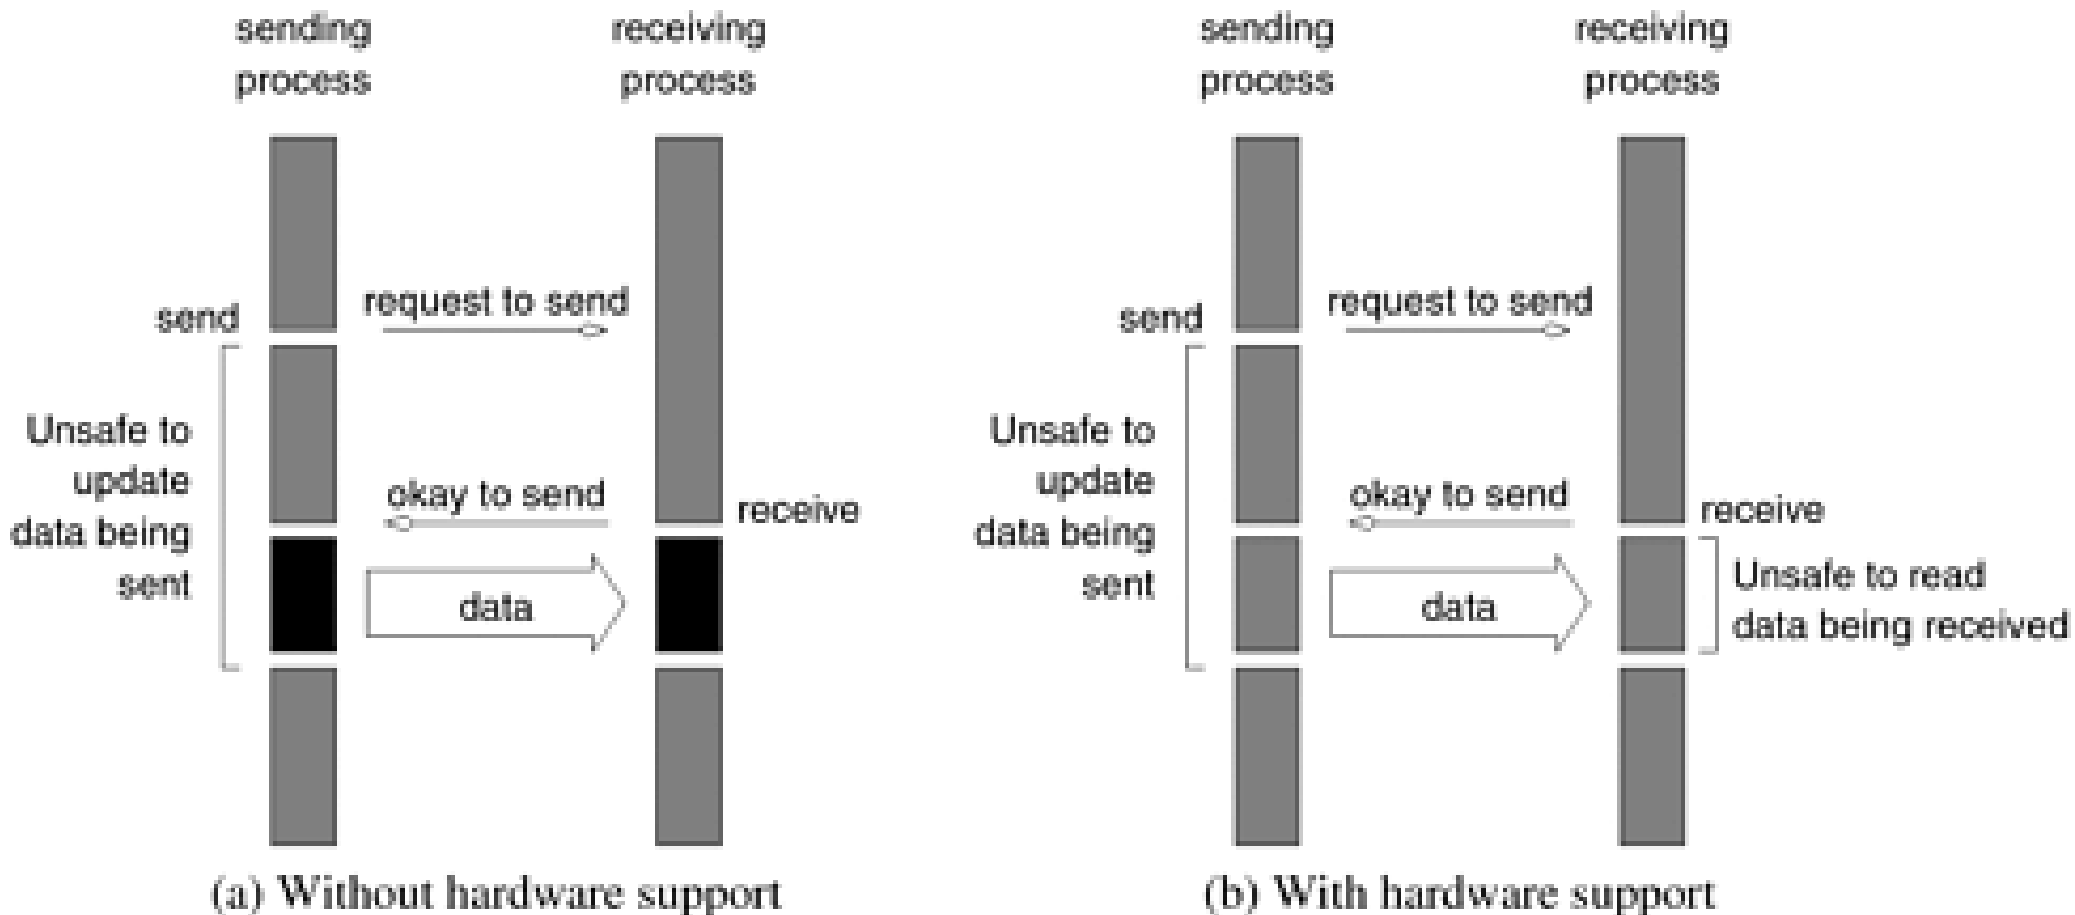 sending
process
receiving
process
send
request to send
Unsafe to
update
data being
sent
okay to send
receive
data
(a) Without hardware support
sending
process
receiving
process
send
request to send
Unsafe to
update
data being
sent
okay to send
receive
data
Unsafe to read
data being received
(b) With hardware support